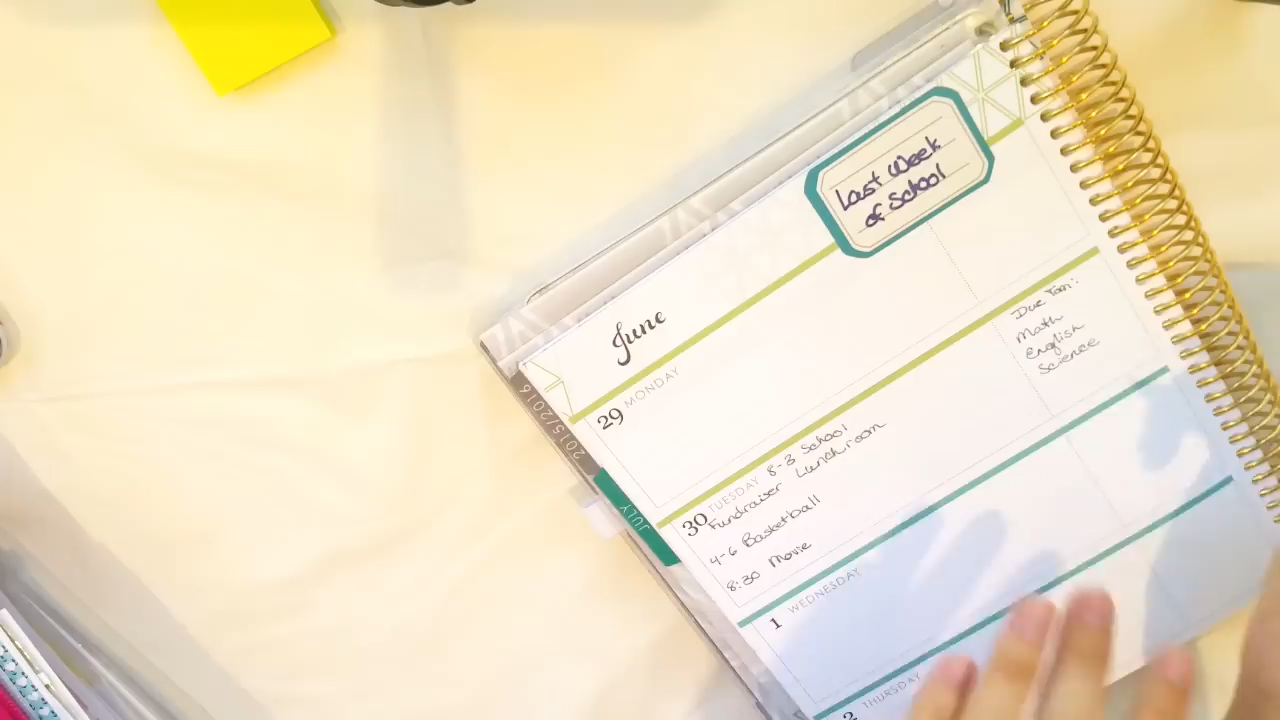 Last Week
of School
June
2015/2016
29 MONDAY
Due Tom:
Math
English
Science
JULY
30 TUESDAY 8-3 School
Fundraiser Lunchroom
4-6 Basketball
8:30 Movie
1 WEDNESDAY
2 THURSDAY